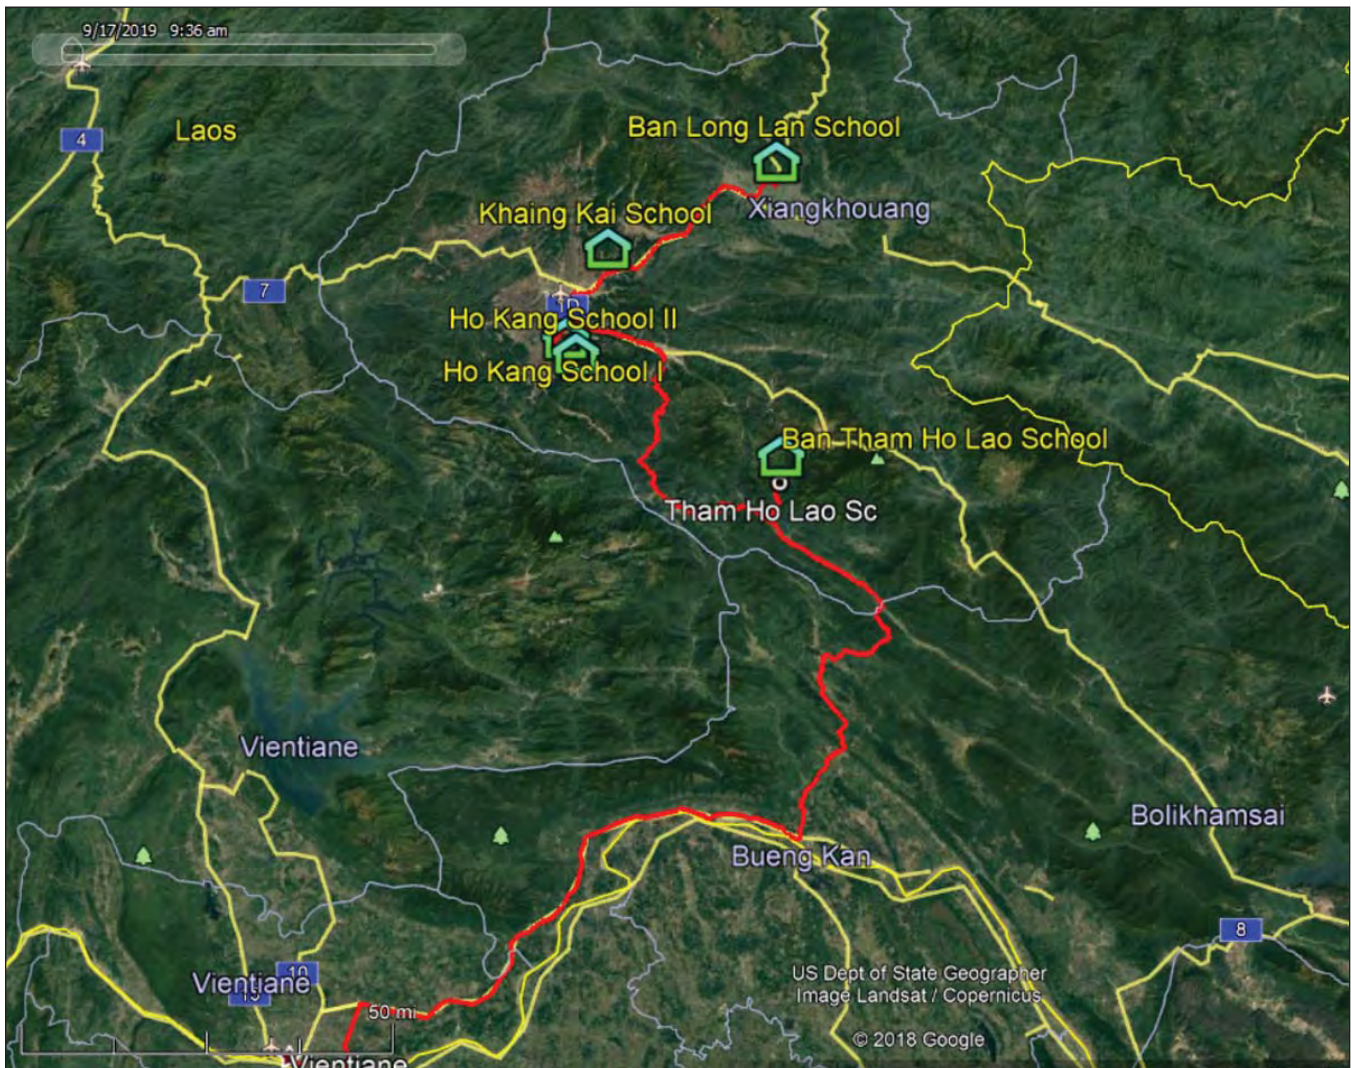 9/17/2019 9:36 am
4
Laos
Ban Long Lan School
Khaing Kai School
Xiangkhouang
7
1D
Ho Kang School II
Ho Kang School I
Ban Tham Ho Lao School
Tham Ho Lao Sc
Vientiane
Bolikhamsai
Bueng Kan
8
10
Vientiane
13
US Dept of State Geographer
Image Landsat / Copernicus
50 mi
© 2018 Google
Vientiane